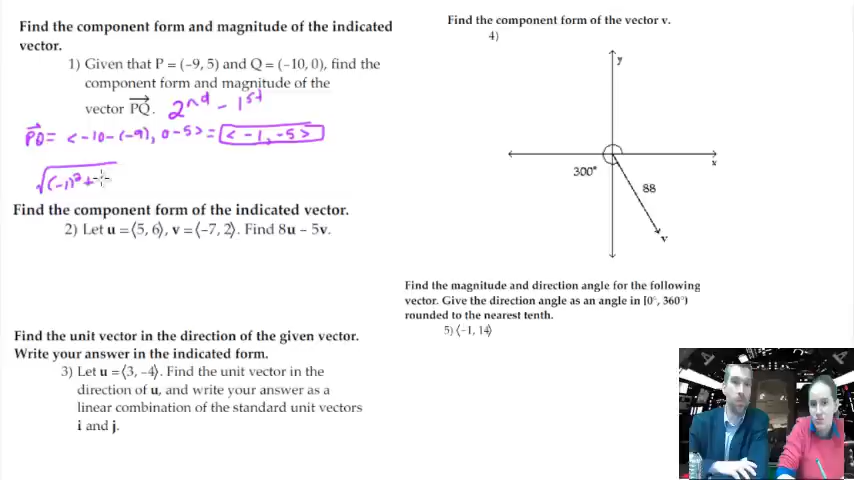 Find the component form and magnitude of the indicated
vector.
1) Given that P = (−9, 5) and Q = (−10, 0), find the
component form and magnitude of the
vector PQ. 2nd - 1st
PQ = < -10-(-9), 0-5> = < -1, -5>
√(-1)² +
Find the component form of the indicated vector.
2) Let u = ⟨5, 6⟩, v = ⟨−7, 2⟩. Find 8u − 5v.
Find the unit vector in the direction of the given vector.
Write your answer in the indicated form.
3) Let u = ⟨3, −4⟩. Find the unit vector in the
direction of u, and write your answer as a
linear combination of the standard unit vectors
i and j.
Find the component form of the vector v.
4)
y
x
300°
88
v
Find the magnitude and direction angle for the following
vector. Give the direction angle as an angle in [0°, 360°)
rounded to the nearest tenth.
5) ⟨−1, 14⟩